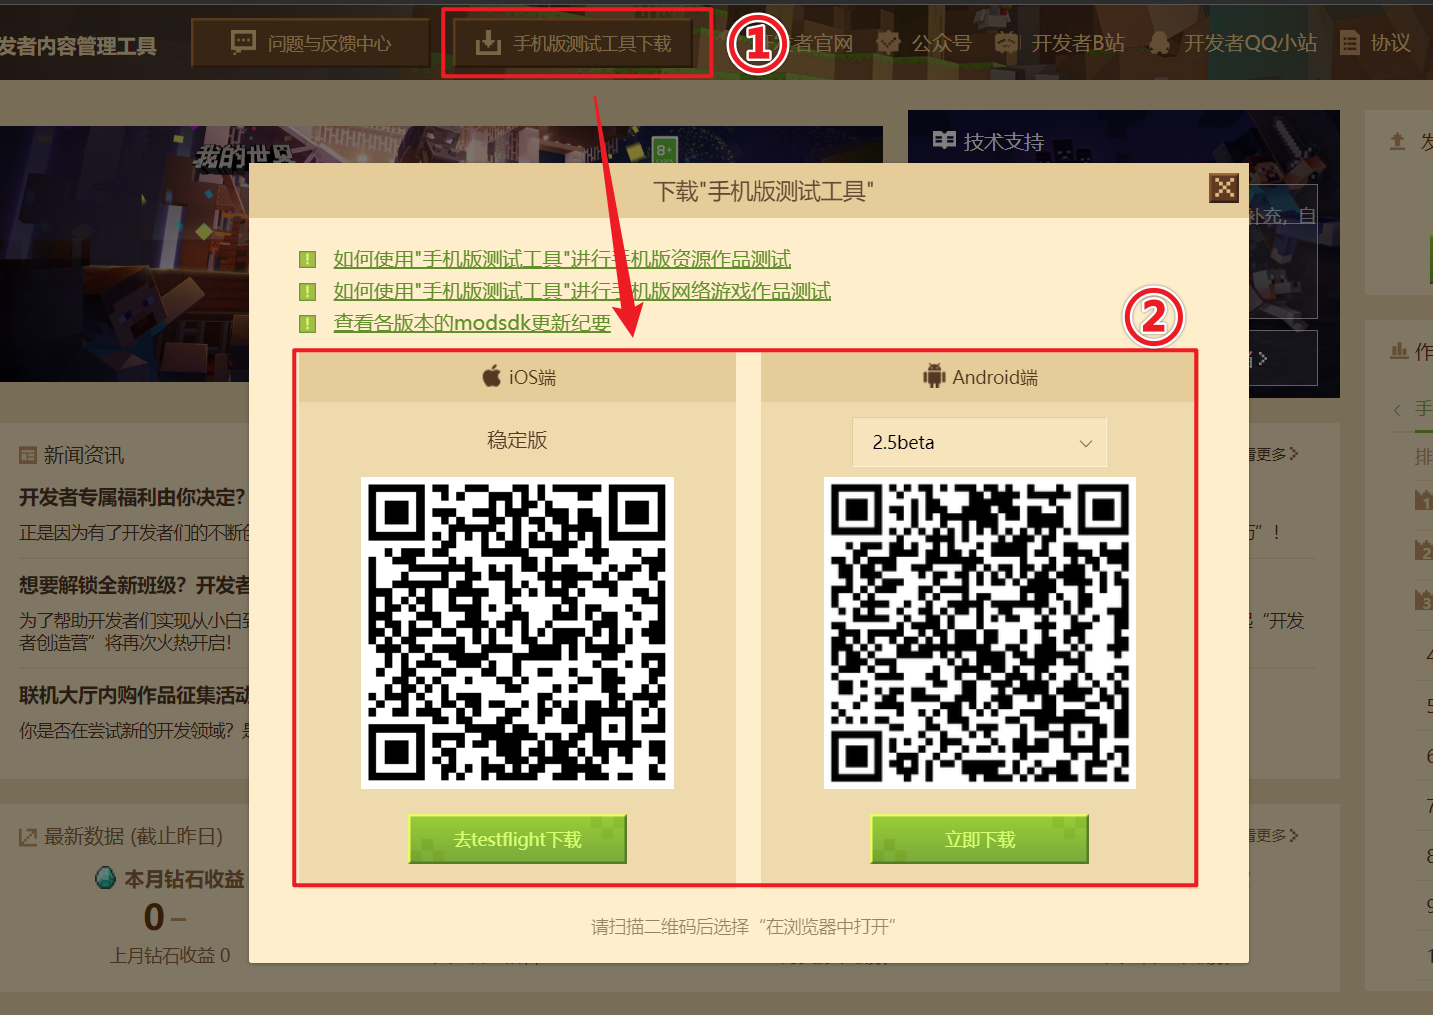 发者内容管理工具
问题与反馈中心
手机版测试工具下载
①
者官网
公众号
开发者B站
开发者QQ小站
协议
我的世界
8+
技术支持
补充，自
下载"手机版测试工具"
如何使用"手机版测试工具"进行手机版资源作品测试
如何使用"手机版测试工具"进行手机版网络游戏作品测试
查看各版本的modsdk更新纪要
②
iOS端
Android端
稳定版
2.5beta
去testflight下载
立即下载
请扫描二维码后选择“在浏览器中打开”
新闻资讯
更多
开发者专属福利由你决定？
正是因为有了开发者们的不断
”！
想要解锁全新班级？开发者
为了帮助开发者们实现从小白到
者创造营”将再次火热开启！
“开发
联机大厅内购作品征集活动
你是否在尝试新的开发领域？
最新数据 (截止昨日)
更多
本月钻石收益
0 –
上月钻石收益 0
作
手
排
1
2
3